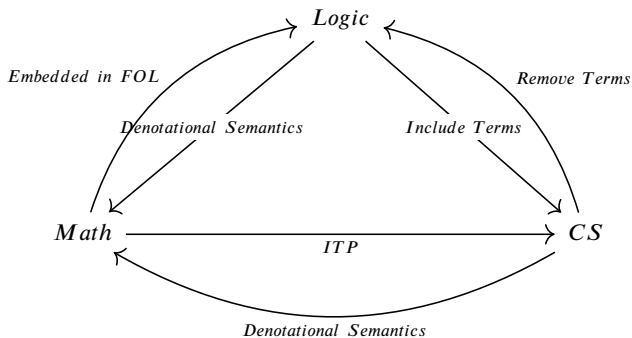 Logic
Embedded in FOL
Remove Terms
Denotational Semantics
Include Terms
Math
CS
ITP
Denotational Semantics